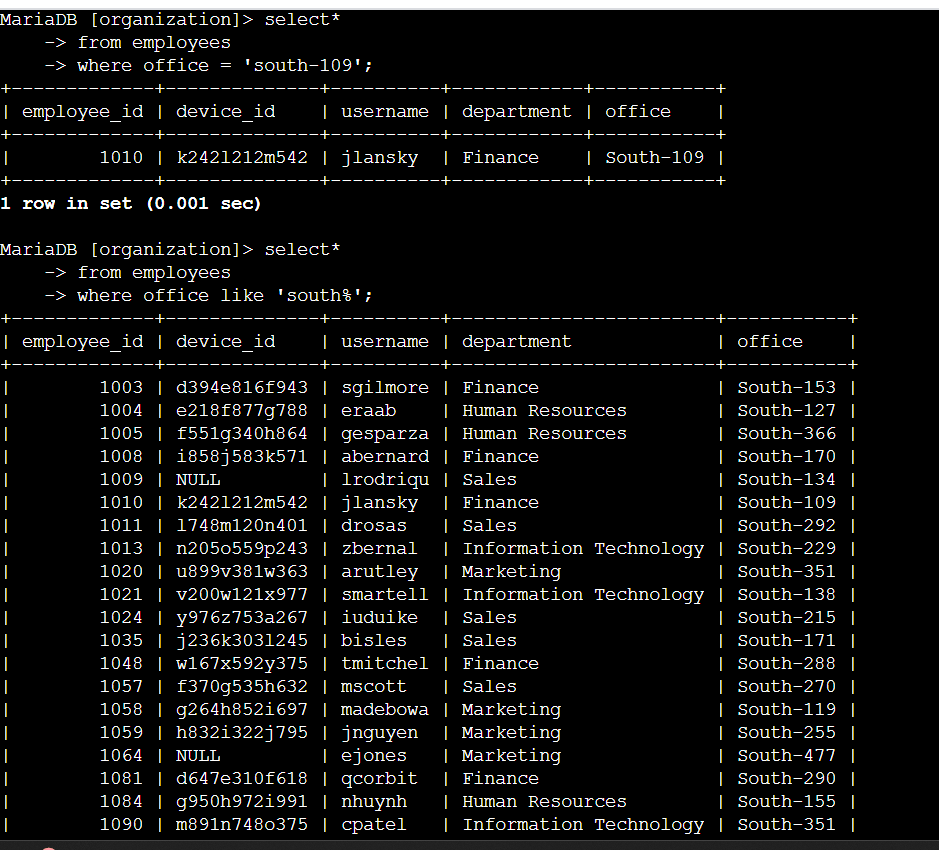 MariaDB [organization]> select*
    -> from employees
    -> where office = 'south-109';
+-------------+--------------+----------+------------+-----------+
| employee_id | device_id    | username | department | office    |
+-------------+--------------+----------+------------+-----------+
|        1010 | k242l212m542 | jlansky  | Finance    | South-109 |
+-------------+--------------+----------+------------+-----------+
1 row in set (0.001 sec)

MariaDB [organization]> select*
    -> from employees
    -> where office like 'south%';
+-------------+--------------+----------+------------------------+-----------+
| employee_id | device_id    | username | department             | office    |
+-------------+--------------+----------+------------------------+-----------+
|        1003 | d394e816f943 | sgilmore | Finance                | South-153 |
|        1004 | e218f877g788 | eraab    | Human Resources        | South-127 |
|        1005 | f551g340h864 | gesparza | Human Resources        | South-366 |
|        1008 | i858j583k571 | abernard | Finance                | South-170 |
|        1009 | NULL         | lrodriqu | Sales                  | South-134 |
|        1010 | k242l212m542 | jlansky  | Finance                | South-109 |
|        1011 | l748m120n401 | drosas   | Sales                  | South-292 |
|        1013 | n205o559p243 | zbernal  | Information Technology | South-229 |
|        1020 | u899v381w363 | arutley  | Marketing              | South-351 |
|        1021 | v200w121x977 | smartell | Information Technology | South-138 |
|        1024 | y976z753a267 | iuduike  | Sales                  | South-215 |
|        1035 | j236k303l245 | bisles   | Sales                  | South-171 |
|        1048 | w167x592y375 | tmitchel | Finance                | South-288 |
|        1057 | f370g535h632 | mscott   | Sales                  | South-270 |
|        1058 | g264h852i697 | madebowa | Marketing              | South-119 |
|        1059 | h832i322j795 | jnguyen  | Marketing              | South-255 |
|        1064 | NULL         | ejones   | Marketing              | South-477 |
|        1081 | d647e310f618 | qcorbit  | Finance                | South-290 |
|        1084 | g950h972i991 | nhuynh   | Human Resources        | South-155 |
|        1090 | m891n748o375 | cpatel   | Information Technology | South-351 |